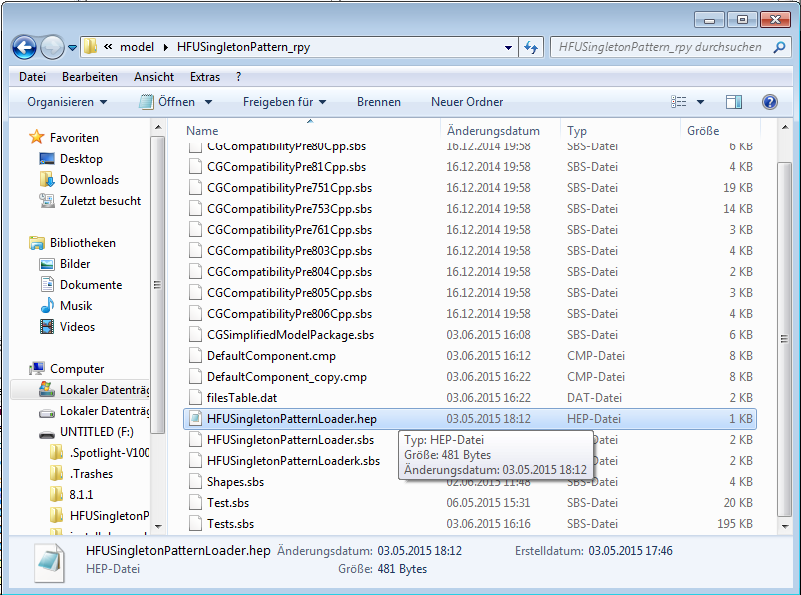 « model ▸ HFUSingletonPattern_rpy
HFUSingletonPattern_rpy durchsuchen
Datei Bearbeiten Ansicht Extras ?
Organisieren Öffnen Freigeben für Brennen Neuer Ordner
Favoriten
Desktop
Downloads
Zuletzt besucht
Bibliotheken
Bilder
Dokumente
Musik
Videos
Computer
Lokaler Datenträg
Lokaler Datenträg
UNTITLED (F:)
.Spotlight-V100
.Trashes
8.1.1
HFUSingletonP
Name Änderungsdatum Typ Größe
CGCompatibilityPre80Cpp.sbs 16.12.2014 19:58 SBS-Datei 6 KB
CGCompatibilityPre81Cpp.sbs 16.12.2014 19:58 SBS-Datei 4 KB
CGCompatibilityPre751Cpp.sbs 16.12.2014 19:58 SBS-Datei 19 KB
CGCompatibilityPre753Cpp.sbs 16.12.2014 19:58 SBS-Datei 14 KB
CGCompatibilityPre761Cpp.sbs 16.12.2014 19:58 SBS-Datei 3 KB
CGCompatibilityPre803Cpp.sbs 16.12.2014 19:58 SBS-Datei 4 KB
CGCompatibilityPre804Cpp.sbs 16.12.2014 19:58 SBS-Datei 2 KB
CGCompatibilityPre805Cpp.sbs 16.12.2014 19:58 SBS-Datei 3 KB
CGCompatibilityPre806Cpp.sbs 16.12.2014 19:58 SBS-Datei 4 KB
CGSimplifiedModelPackage.sbs 03.06.2015 16:08 SBS-Datei 6 KB
DefaultComponent.cmp 03.06.2015 16:12 CMP-Datei 8 KB
DefaultComponent_copy.cmp 03.06.2015 16:22 CMP-Datei 8 KB
filesTable.dat 03.06.2015 16:22 DAT-Datei 2 KB
HFUSingletonPatternLoader.hep 03.05.2015 18:12 HEP-Datei 1 KB
HFUSingletonPatternLoader.sbs 2 KB
HFUSingletonPatternLoaderk.sbs 2 KB
Shapes.sbs 02.06.2015 11:48 SBS-Datei 2 KB
Test.sbs 06.05.2015 15:31 SBS-Datei 20 KB
Tests.sbs 03.06.2015 16:16 SBS-Datei 195 KB
Typ: HEP-Datei
Größe: 481 Bytes
Änderungsdatum: 03.05.2015 18:12
HFUSingletonPatternLoader.hep Änderungsdatum: 03.05.2015 18:12 Erstelldatum: 03.05.2015 17:46
HEP-Datei Größe: 481 Bytes